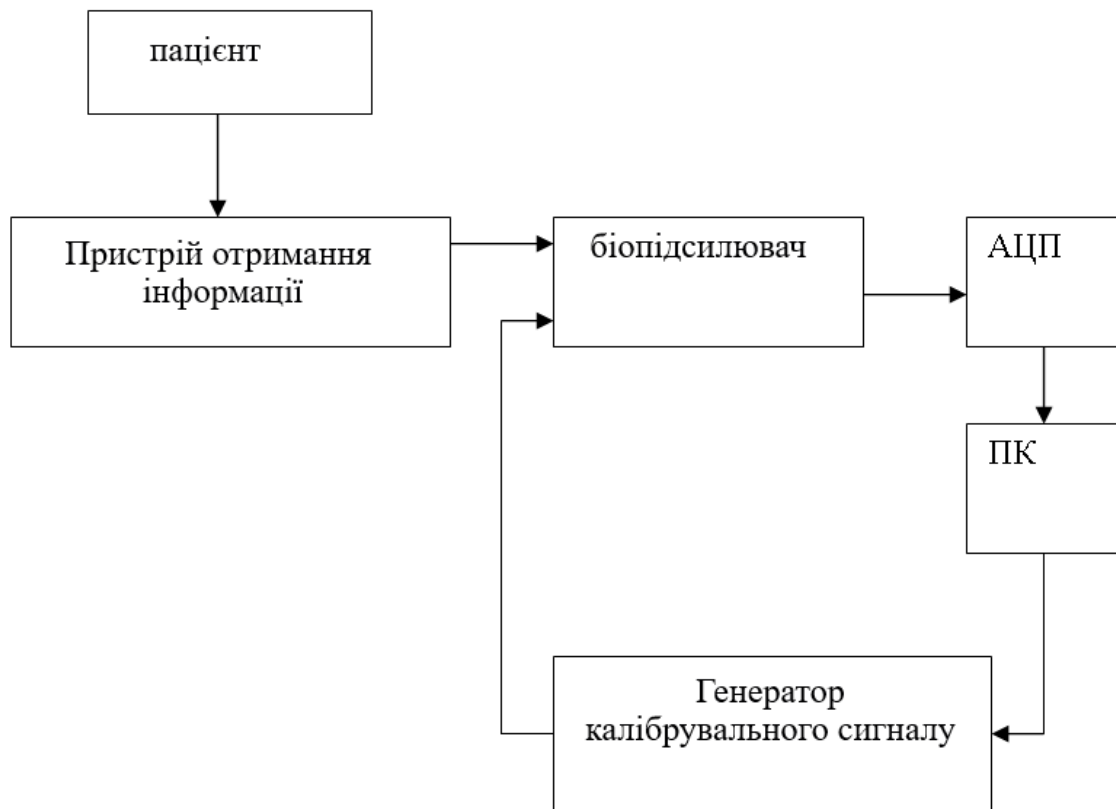 пацієнт
Пристрій отримання
інформації
біопідсилювач
АЦП
ПК
Генератор
калібрувального сигналу